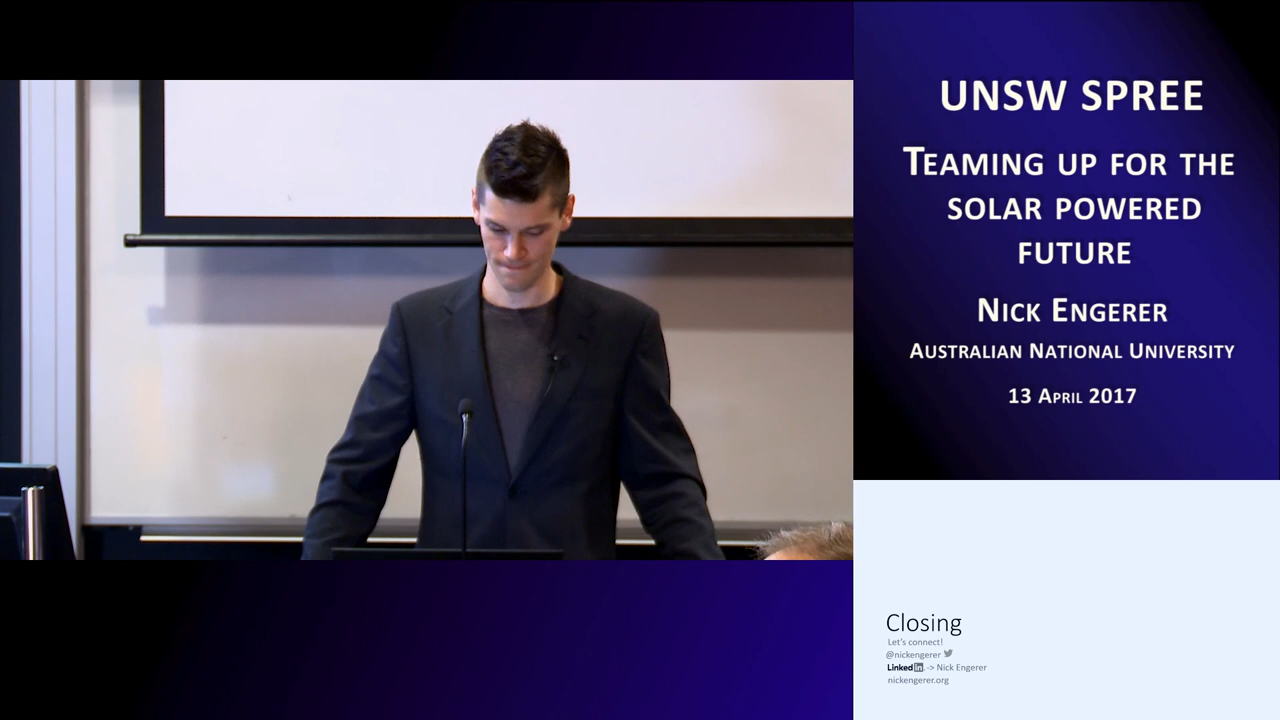 UNSW SPREE
TEAMING UP FOR THE
SOLAR POWERED
FUTURE
NICK ENGERER
AUSTRALIAN NATIONAL UNIVERSITY
13 APRIL 2017
Closing
Let's connect!
@nickengerer
Linked in -> Nick Engerer
nickengerer.org